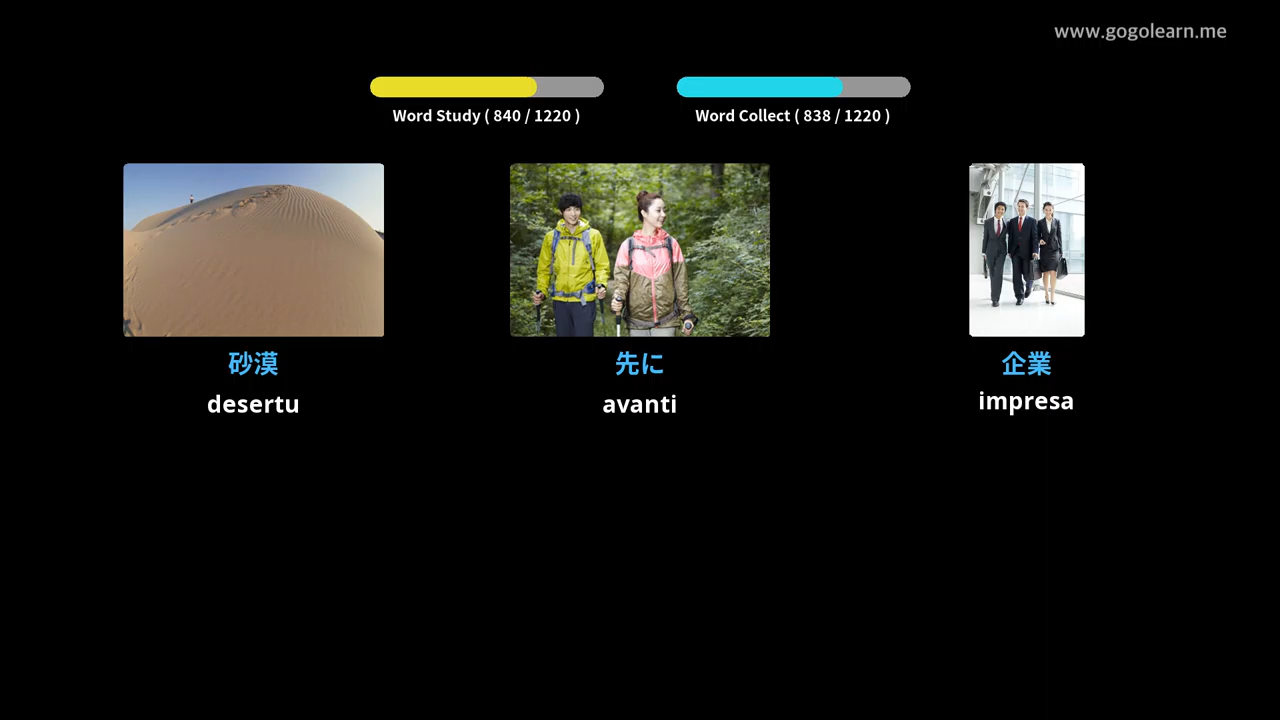 www.gogolearn.me
Word Study ( 840 / 1220 )
Word Collect ( 838 / 1220 )
砂漠
先に
企業
desertu
avanti
impresa